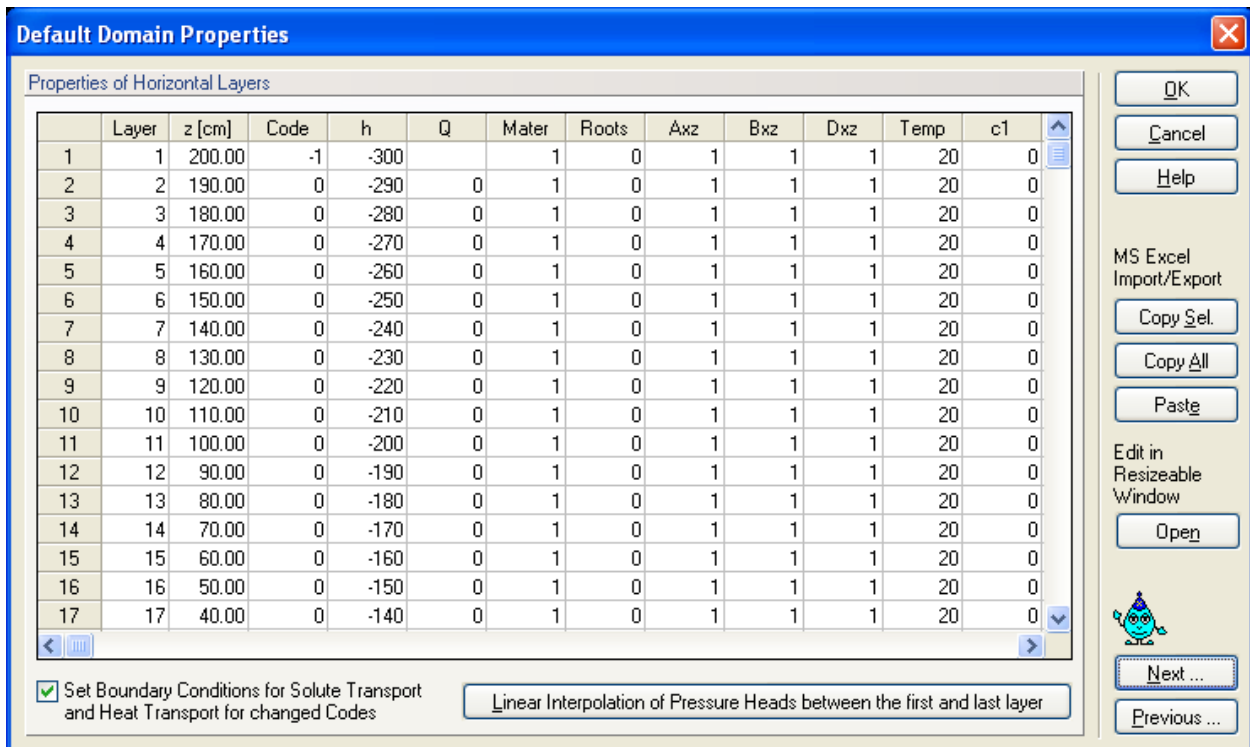 Default Domain Properties
Properties of Horizontal Layers
Layer z [cm] Code h Q Mater Roots Axz Bxz Dxz Temp c1
1 1 200.00 -1 -300 1 0 1 1 1 20 0
2 2 190.00 0 -290 0 1 0 1 1 1 20 0
3 3 180.00 0 -280 0 1 0 1 1 1 20 0
4 4 170.00 0 -270 0 1 0 1 1 1 20 0
5 5 160.00 0 -260 0 1 0 1 1 1 20 0
6 6 150.00 0 -250 0 1 0 1 1 1 20 0
7 7 140.00 0 -240 0 1 0 1 1 1 20 0
8 8 130.00 0 -230 0 1 0 1 1 1 20 0
9 9 120.00 0 -220 0 1 0 1 1 1 20 0
10 10 110.00 0 -210 0 1 0 1 1 1 20 0
11 11 100.00 0 -200 0 1 0 1 1 1 20 0
12 12 90.00 0 -190 0 1 0 1 1 1 20 0
13 13 80.00 0 -180 0 1 0 1 1 1 20 0
14 14 70.00 0 -170 0 1 0 1 1 1 20 0
15 15 60.00 0 -160 0 1 0 1 1 1 20 0
16 16 50.00 0 -150 0 1 0 1 1 1 20 0
17 17 40.00 0 -140 0 1 0 1 1 1 20 0
Set Boundary Conditions for Solute Transport
and Heat Transport for changed Codes
Linear Interpolation of Pressure Heads between the first and last layer
OK
Cancel
Help
MS Excel
Import/Export
Copy Sel.
Copy All
Paste
Edit in
Resizeable
Window
Open
Next ...
Previous ...